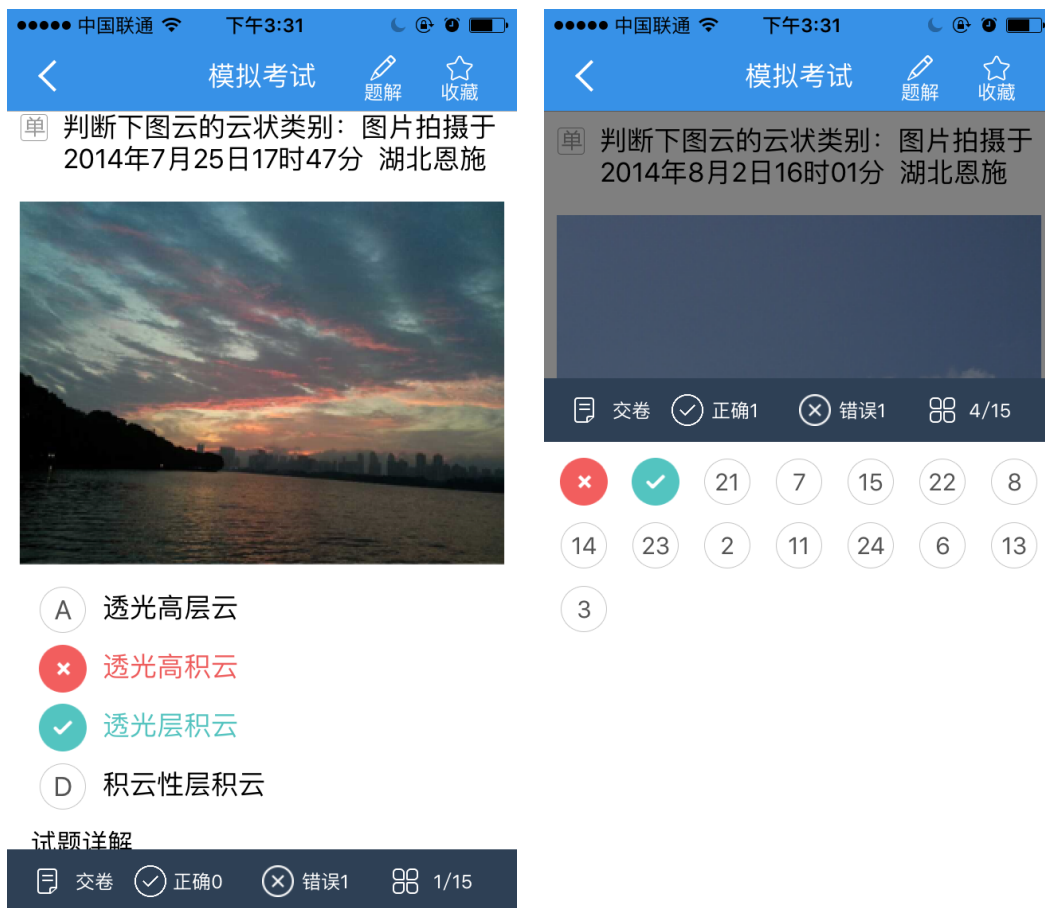 中国联通 下午3:31
模拟考试 题解 收藏
单 判断下图云的云状类别：图片拍摄于
2014年7月25日17时47分 湖北恩施
A 透光高层云
透光高积云
透光层积云
D 积云性层积云
试题详解
交卷 正确0 错误1 1/15
中国联通 下午3:31
模拟考试 题解 收藏
单 判断下图云的云状类别：图片拍摄于
2014年8月2日16时01分 湖北恩施
交卷 正确1 错误1 4/15
21 7 15 22 8
14 23 2 11 24 6 13
3